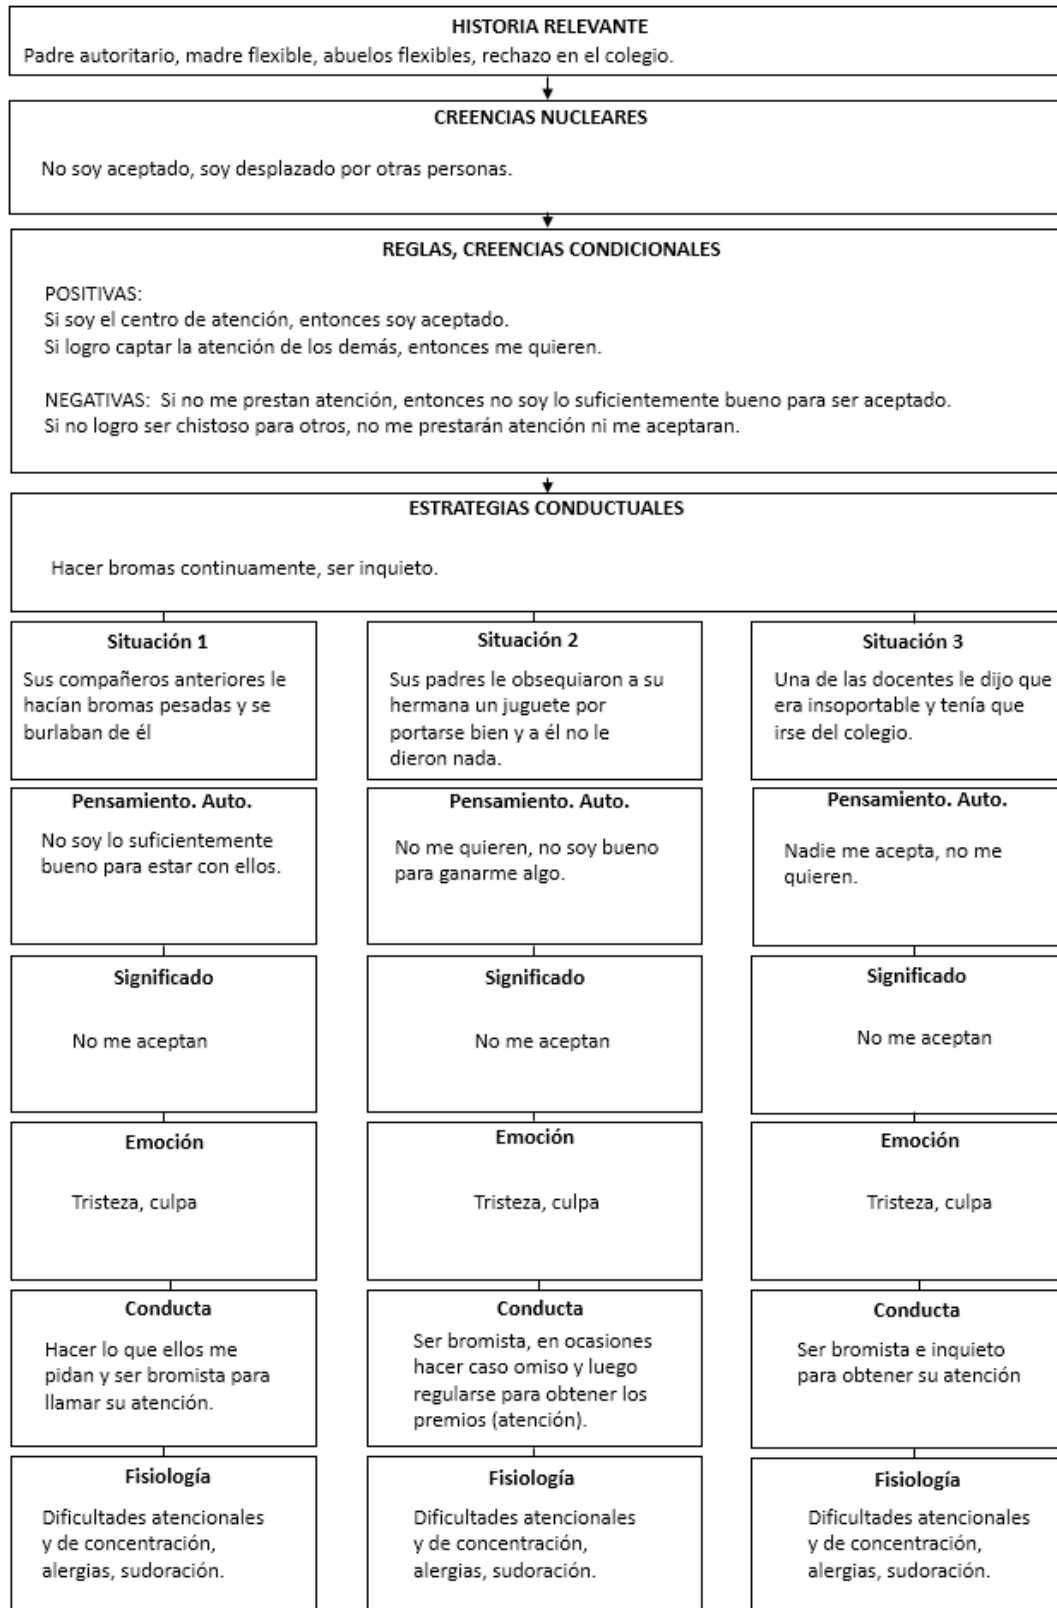 HISTORIA RELEVANTE
Padre autoritario, madre flexible, abuelos flexibles, rechazo en el colegio.
CREENCIAS NUCLEARES
No soy aceptado, soy desplazado por otras personas.
REGLAS, CREENCIAS CONDICIONALES
POSITIVAS:
Si soy el centro de atención, entonces soy aceptado.
Si logro captar la atención de los demás, entonces me quieren.
NEGATIVAS:  Si no me prestan atención, entonces no soy lo suficientemente bueno para ser aceptado.
Si no logro ser chistoso para otros, no me prestarán atención ni me aceptaran.
ESTRATEGIAS CONDUCTUALES
Hacer bromas continuamente, ser inquieto.
Situación 1
Sus compañeros anteriores le
hacían bromas pesadas y se
burlaban de él
Situación 2
Sus padres le obsequiaron a su
hermana un juguete por
portarse bien y a él no le
dieron nada.
Situación 3
Una de las docentes le dijo que
era insoportable y tenía que
irse del colegio.
Pensamiento. Auto.
No soy lo suficientemente
bueno para estar con ellos.
Pensamiento. Auto.
No me quieren, no soy bueno
para ganarme algo.
Pensamiento. Auto.
Nadie me acepta, no me
quieren.
Significado
No me aceptan
Significado
No me aceptan
Significado
No me aceptan
Emoción
Tristeza, culpa
Emoción
Tristeza, culpa
Emoción
Tristeza, culpa
Conducta
Hacer lo que ellos me
pidan y ser bromista para
llamar su atención.
Conducta
Ser bromista, en ocasiones
hacer caso omiso y luego
regularse para obtener los
premios (atención).
Conducta
Ser bromista e inquieto
para obtener su atención
Fisiología
Dificultades atencionales
y de concentración,
alergias, sudoración.
Fisiología
Dificultades atencionales
y de concentración,
alergias, sudoración.
Fisiología
Dificultades atencionales
y de concentración,
alergias, sudoración.